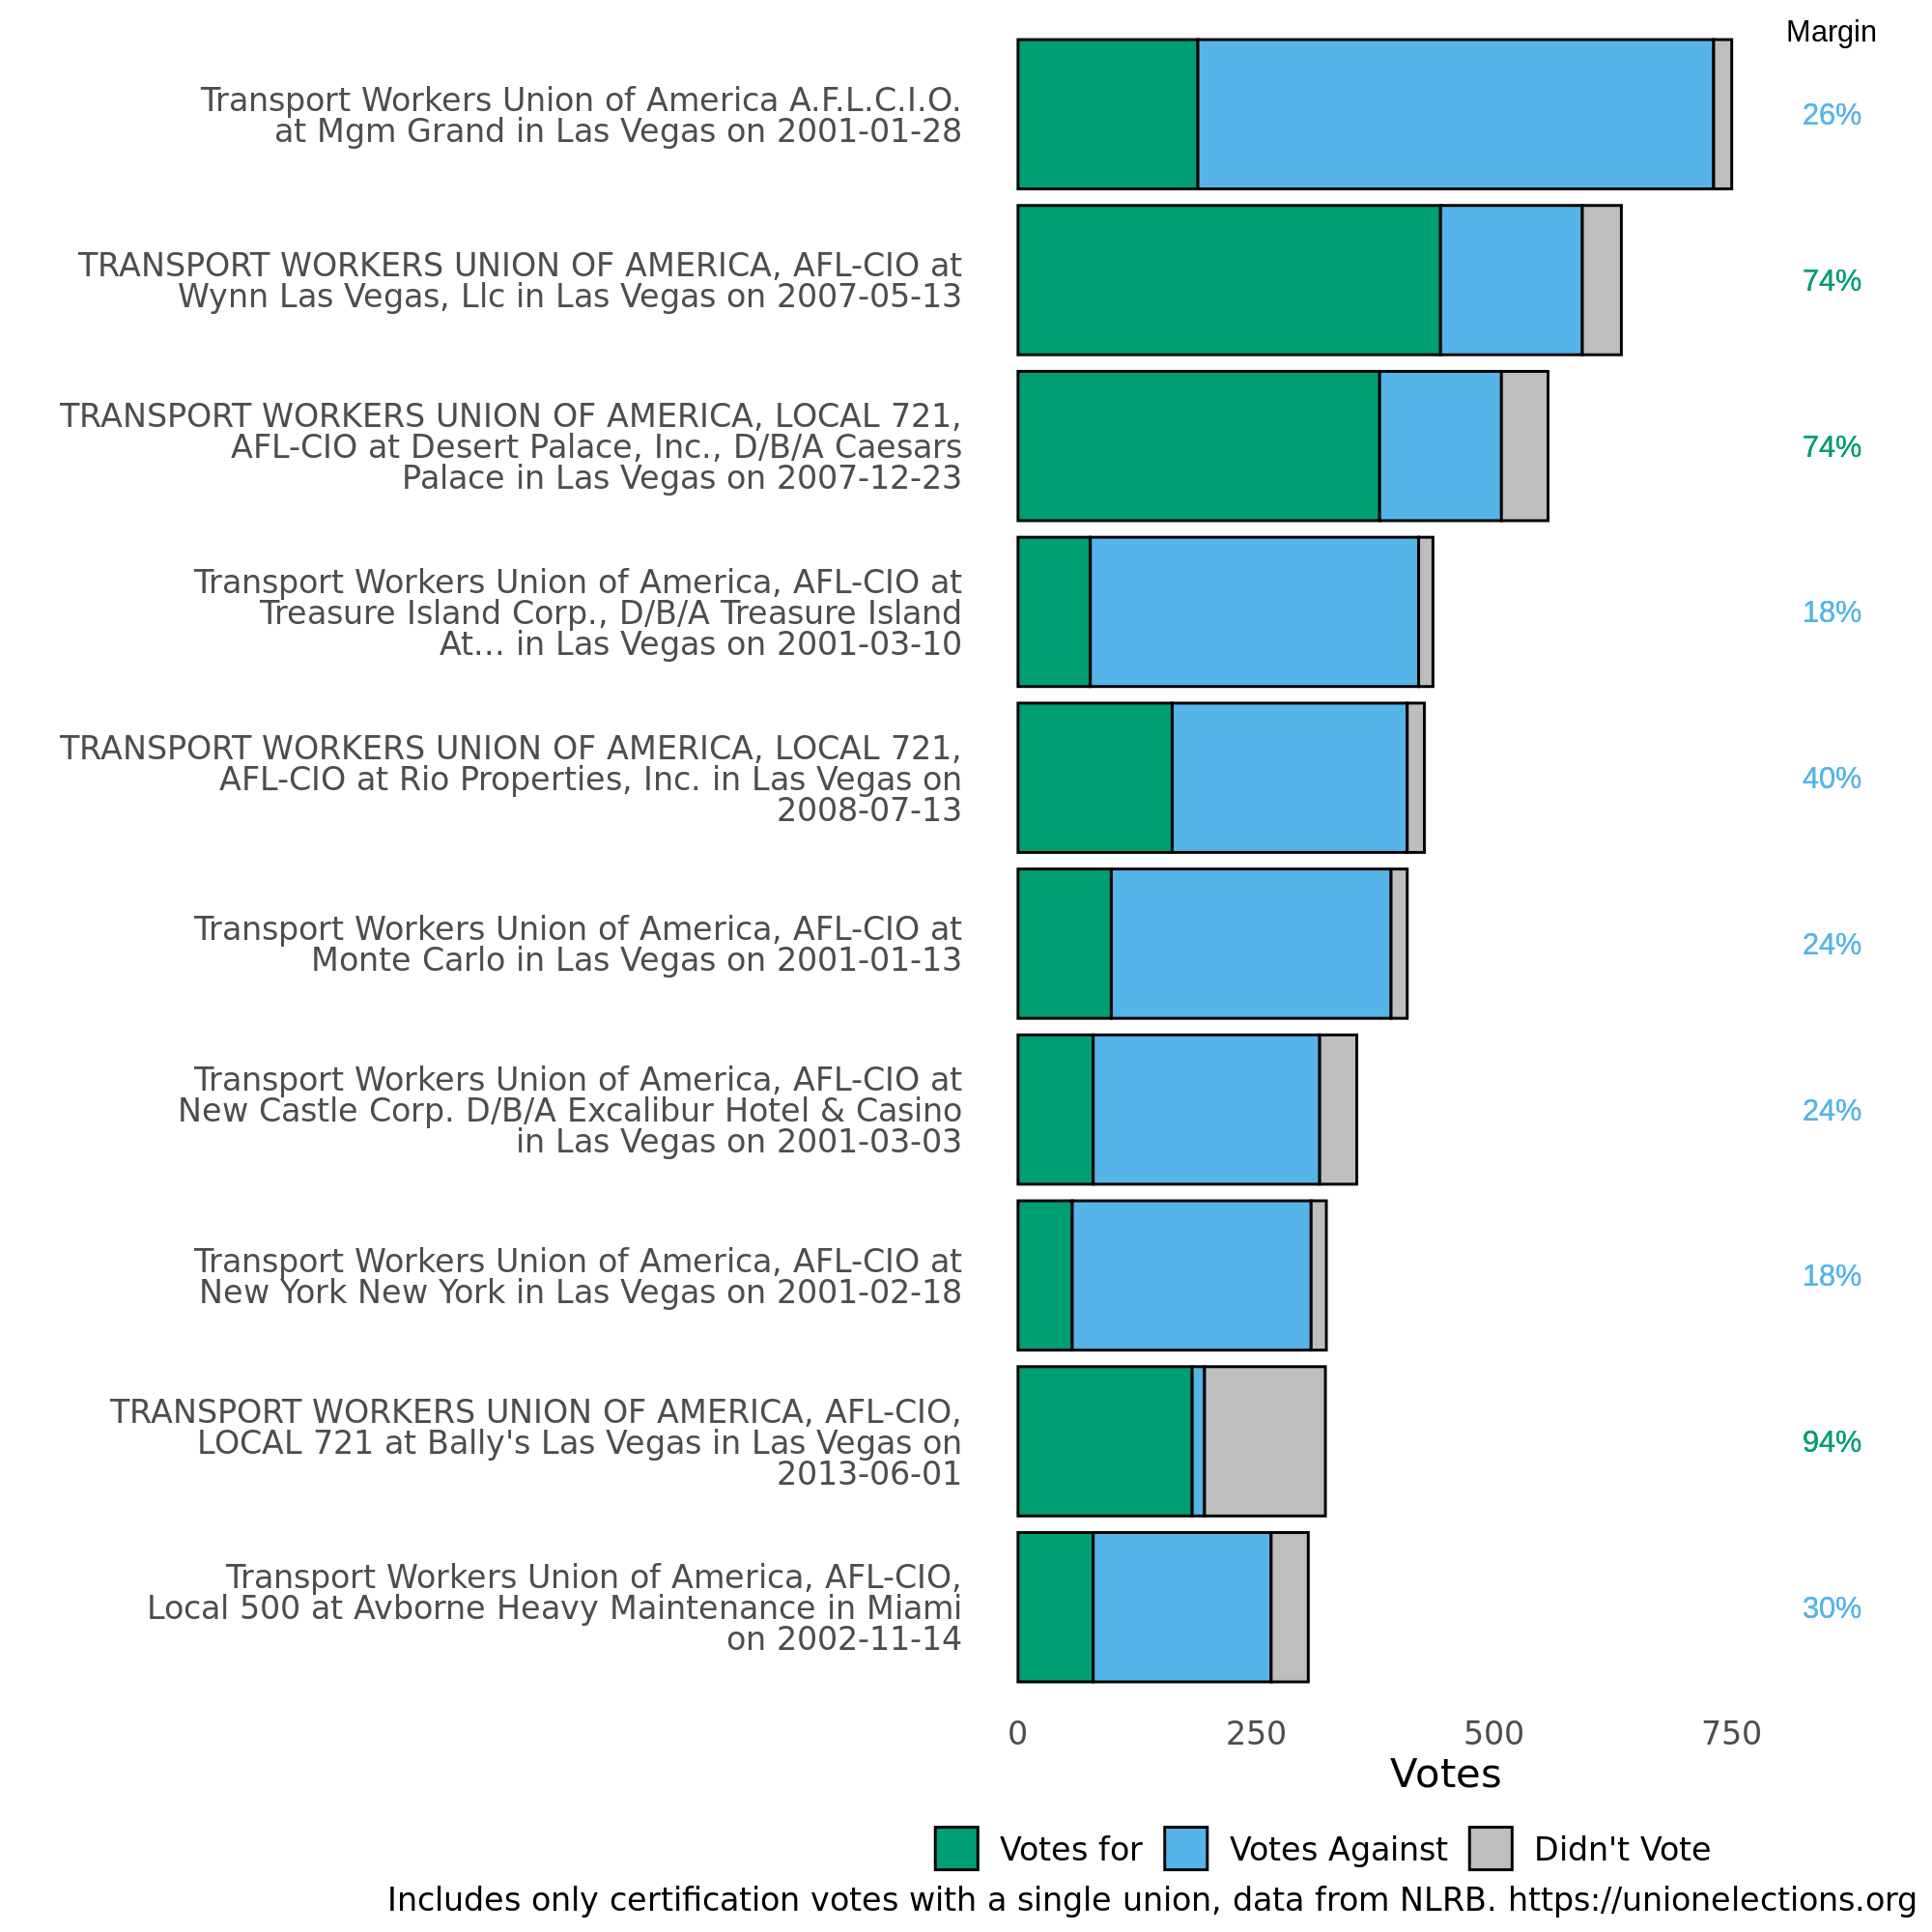 Margin
Transport Workers Union of America A.F.L.C.I.O.
at Mgm Grand in Las Vegas on 2001-01-28
26%
TRANSPORT WORKERS UNION OF AMERICA, AFL-CIO at
Wynn Las Vegas, Llc in Las Vegas on 2007-05-13
74%
TRANSPORT WORKERS UNION OF AMERICA, LOCAL 721,
AFL-CIO at Desert Palace, Inc., D/B/A Caesars
Palace in Las Vegas on 2007-12-23
74%
Transport Workers Union of America, AFL-CIO at
Treasure Island Corp., D/B/A Treasure Island
At... in Las Vegas on 2001-03-10
18%
TRANSPORT WORKERS UNION OF AMERICA, LOCAL 721,
AFL-CIO at Rio Properties, Inc. in Las Vegas on
2008-07-13
40%
Transport Workers Union of America, AFL-CIO at
Monte Carlo in Las Vegas on 2001-01-13
24%
Transport Workers Union of America, AFL-CIO at
New Castle Corp. D/B/A Excalibur Hotel & Casino
in Las Vegas on 2001-03-03
24%
Transport Workers Union of America, AFL-CIO at
New York New York in Las Vegas on 2001-02-18
18%
TRANSPORT WORKERS UNION OF AMERICA, AFL-CIO,
LOCAL 721 at Bally's Las Vegas in Las Vegas on
2013-06-01
94%
Transport Workers Union of America, AFL-CIO,
Local 500 at Avborne Heavy Maintenance in Miami
on 2002-11-14
30%
0 250 500 750
Votes
Votes for Votes Against Didn't Vote
Includes only certification votes with a single union, data from NLRB. https://unionelections.org